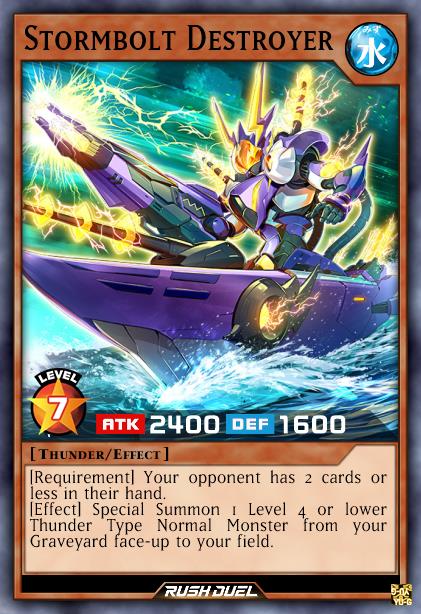 Stormbolt Destroyer
みず
水
LEVEL
7
ATK 2400 DEF 1600
[Thunder/Effect]
[Requirement] Your opponent has 2 cards or
less in their hand.
[Effect] Special Summon 1 Level 4 or lower
Thunder Type Normal Monster from your
Graveyard face-up to your field.
RUSH DUEL